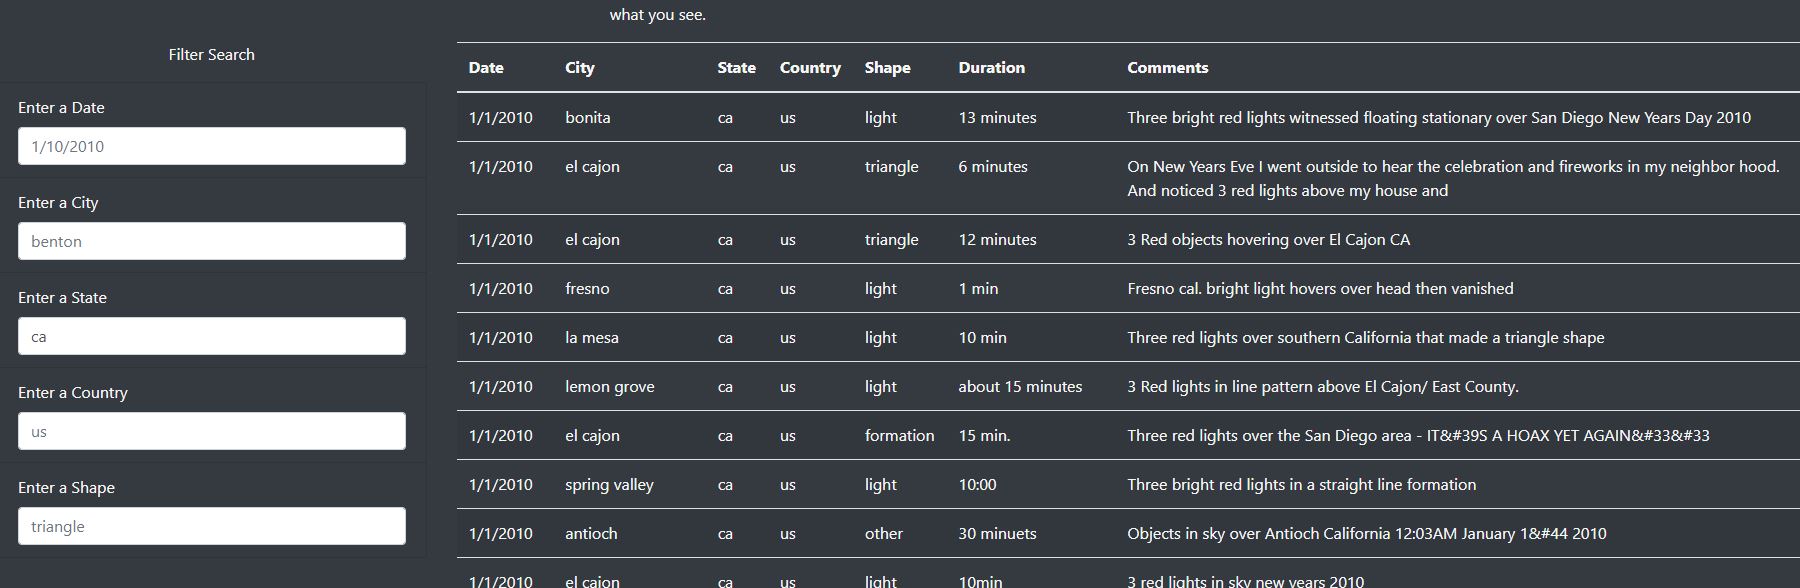 what you see.
Filter Search
Enter a Date
1/10/2010
Enter a City
benton
Enter a State
ca
Enter a Country
us
Enter a Shape
triangle
Date City State Country Shape Duration Comments
1/1/2010 bonita ca us light 13 minutes Three bright red lights witnessed floating stationary over San Diego New Years Day 2010
1/1/2010 el cajon ca us triangle 6 minutes On New Years Eve I went outside to hear the celebration and fireworks in my neighbor hood.
And noticed 3 red lights above my house and
1/1/2010 el cajon ca us triangle 12 minutes 3 Red objects hovering over El Cajon CA
1/1/2010 fresno ca us light 1 min Fresno cal. bright light hovers over head then vanished
1/1/2010 la mesa ca us light 10 min Three red lights over southern California that made a triangle shape
1/1/2010 lemon grove ca us light about 15 minutes 3 Red lights in line pattern above El Cajon/ East County.
1/1/2010 el cajon ca us formation 15 min. Three red lights over the San Diego area - IT&#39S A HOAX YET AGAIN&#33&#33
1/1/2010 spring valley ca us light 10:00 Three bright red lights in a straight line formation
1/1/2010 antioch ca us other 30 minuets Objects in sky over Antioch California 12:03AM January 1&#44 2010
1/1/2010 el cajon ca us light 10min 3 red lights in sky new years 2010